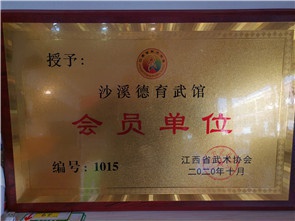 授予：
沙溪德育武馆
会员单位
编号：1015
江西省武术协会
二〇二〇年十月